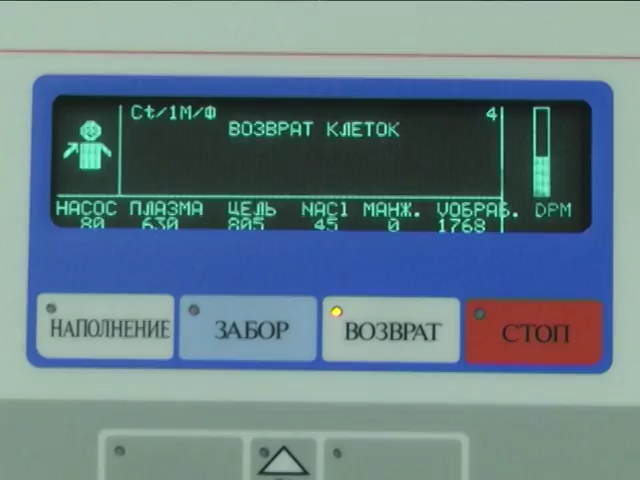 Ct/1М/Ф 4
ВОЗВРАТ КЛЕТОК
НАСОС ПЛАЗМА ЦЕЛЬ NACl МАНЖ. VОБРАБ. DPM
80 630 805 45 0 1768
НАПОЛНЕНИЕ ЗАБОР ВОЗВРАТ СТОП